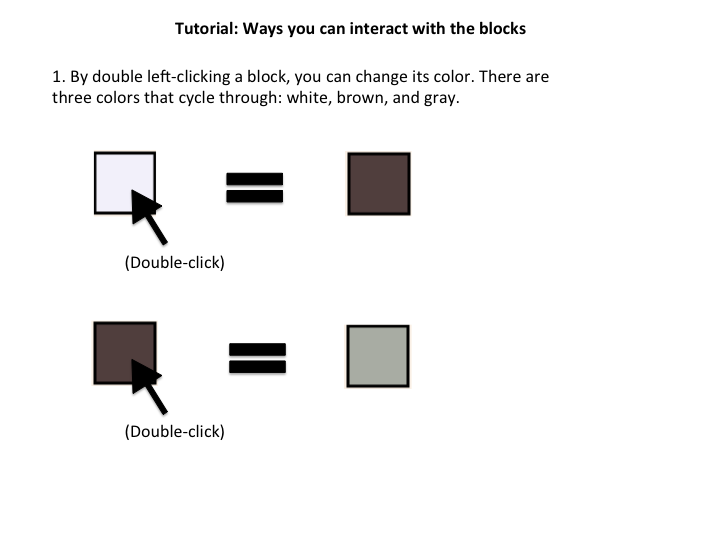 Tutorial: Ways you can interact with the blocks
1. By double left-clicking a block, you can change its color. There are
three colors that cycle through: white, brown, and gray.
(Double-click)
(Double-click)